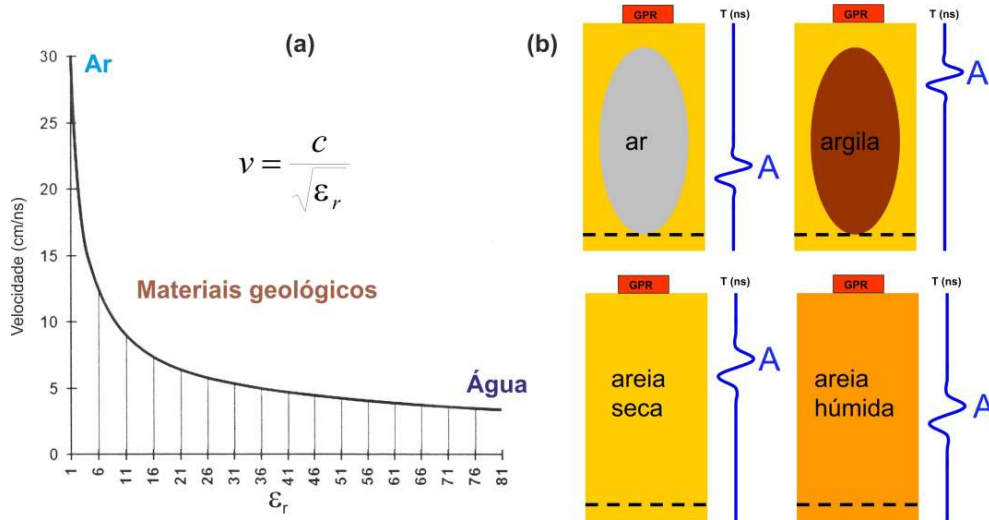 (a)
30
25
20
15
10
5
0
Velocidade (cm/ns)
Ar
v = c / √εr
Materiais geológicos
Água
1 6 11 16 21 26 31 36 41 46 51 56 61 66 71 76 81
εr
(b)
GPR
T (ns)
ar
A
GPR
T (ns)
argila
A
GPR
T (ns)
areia
seca
A
GPR
T (ns)
areia
húmida
A